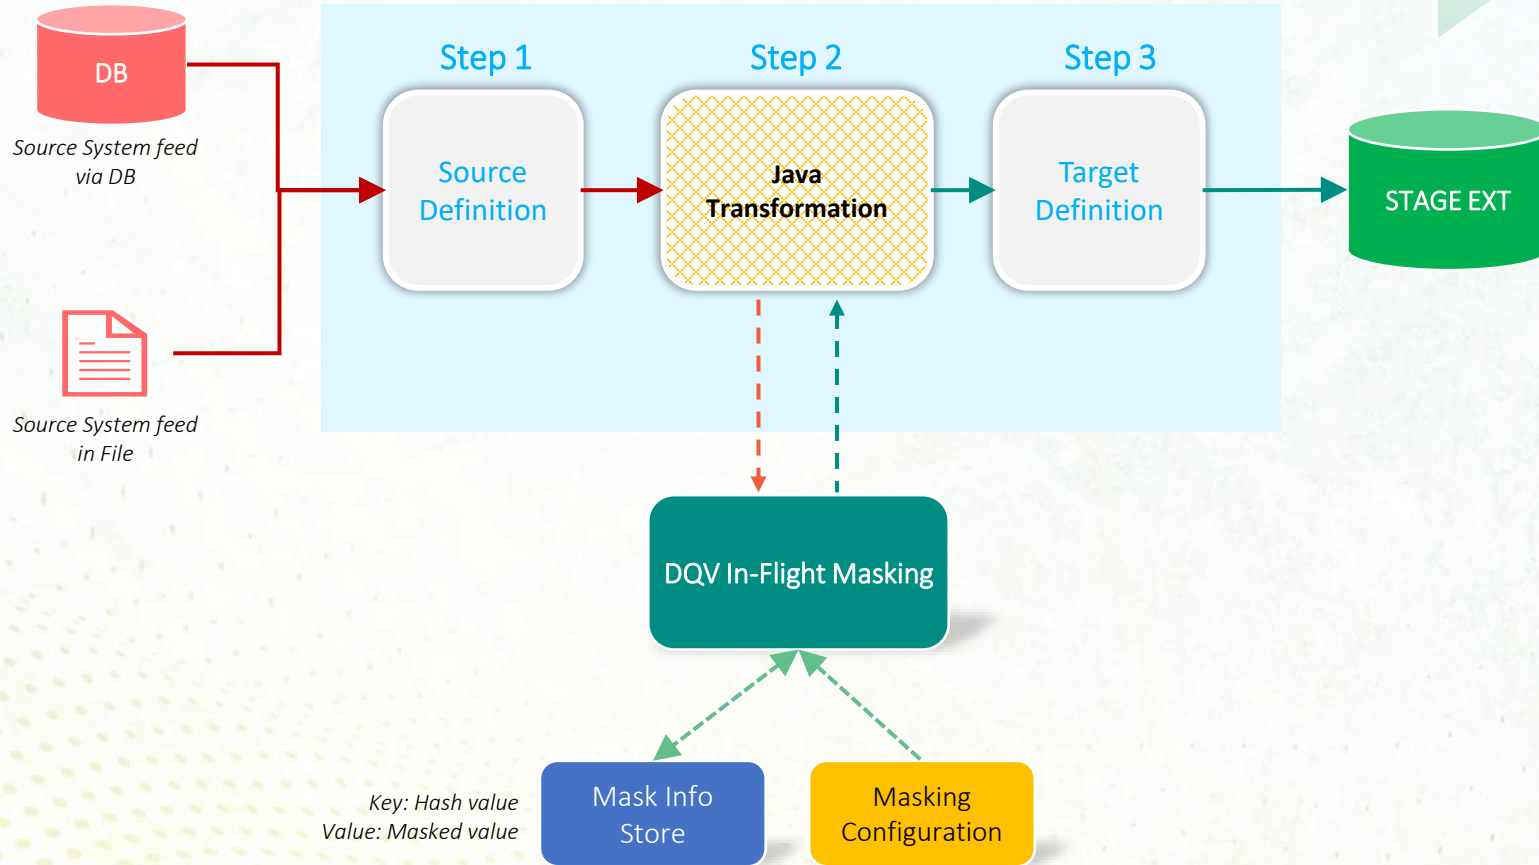 DB
Source System feed
via DB
Source System feed
in File
Step 1
Source
Definition
Step 2
Java
Transformation
Step 3
Target
Definition
STAGE EXT
DQV In-Flight Masking
Key: Hash value
Value: Masked value
Mask Info
Store
Masking
Configuration